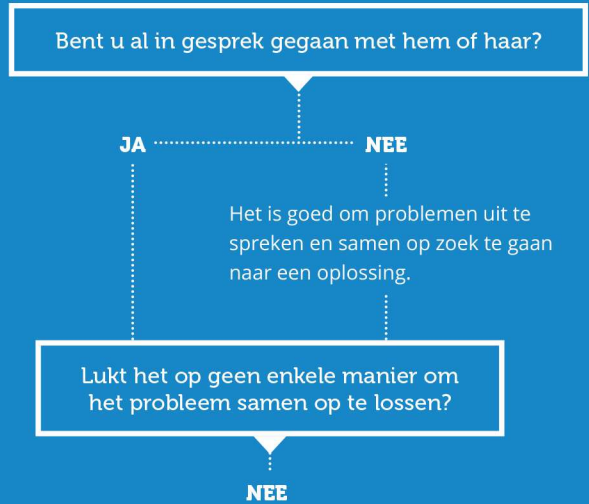 Bent u al in gesprek gegaan met hem of haar?
JA
NEE
Het is goed om problemen uit te
spreken en samen op zoek te gaan
naar een oplossing.
Lukt het op geen enkele manier om
het probleem samen op te lossen?
NEE